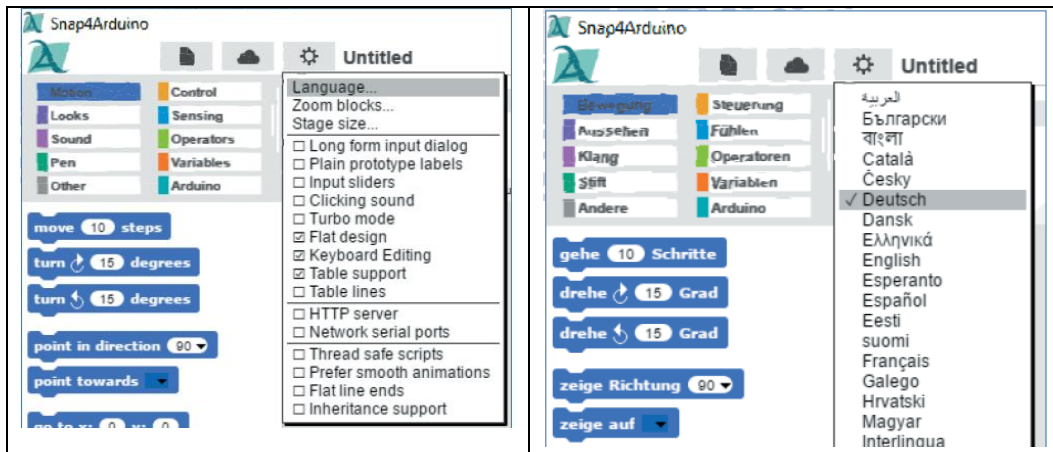 Snap4Arduino
Untitled
Motion Control
Looks Sensing
Sound Operators
Pen Variables
Other Arduino
move 10 steps
turn 15 degrees
turn 15 degrees
point in direction 90
point towards
go to x: 0 y: 0
Language...
Zoom blocks...
Stage size...
Long form input dialog
Plain prototype labels
Input sliders
Clicking sound
Turbo mode
Flat design
Keyboard Editing
Table support
Table lines
HTTP server
Network serial ports
Thread safe scripts
Prefer smooth animations
Flat line ends
Inheritance support
Snap4Arduino
Untitled
Bewegung Steuerung
Aussehen Fühlen
Klang Operatoren
Stift Variablen
Andere Arduino
gehe 10 Schritte
drehe 15 Grad
drehe 15 Grad
zeige Richtung 90
zeige auf
العربية
Български
বাংলা
Català
Česky
✓ Deutsch
Dansk
Ελληνικά
English
Esperanto
Español
Eesti
suomi
Français
Galego
Hrvatski
Magyar
Interlingua